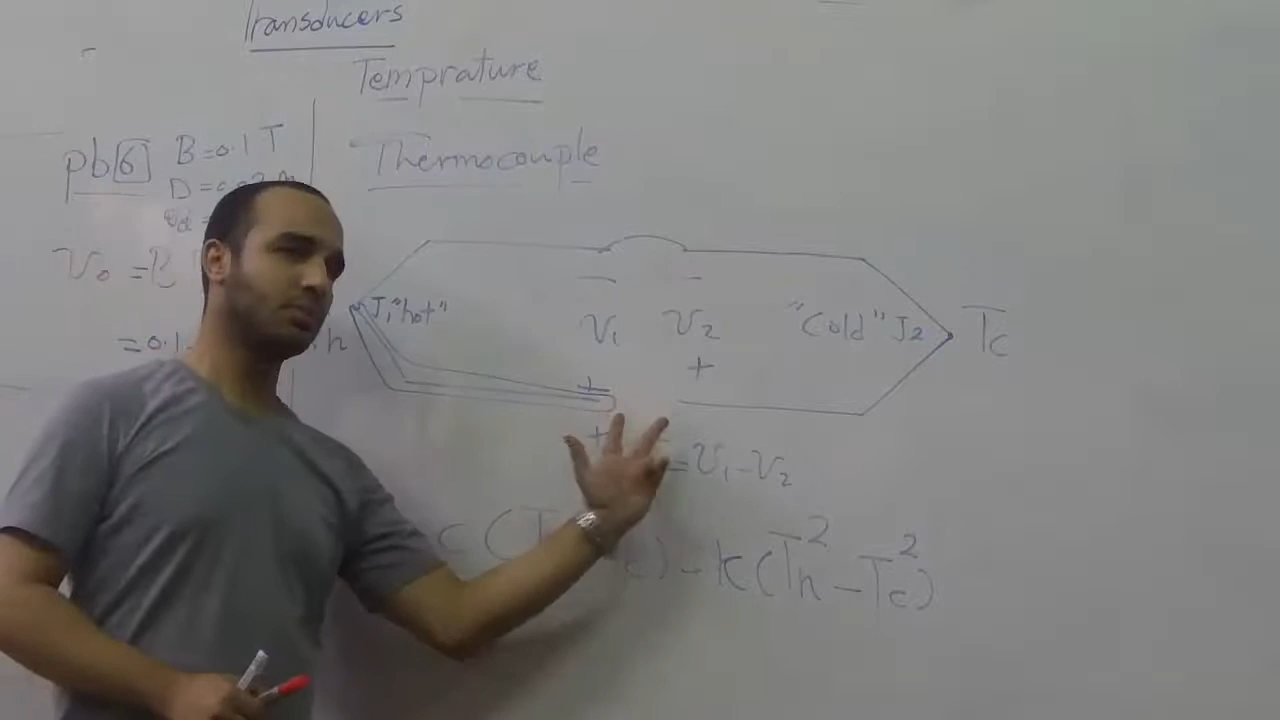 Transducers
Temprature
pb 6
B=0.1 T
D=
Thermocouple
V₀ =
=0.1
J₁ "hot"
− −
V₁ V₂
+ +
"Cold" J₂
Tc
+
=V₁-V₂
c(T ) - k(Th² - Tc²)